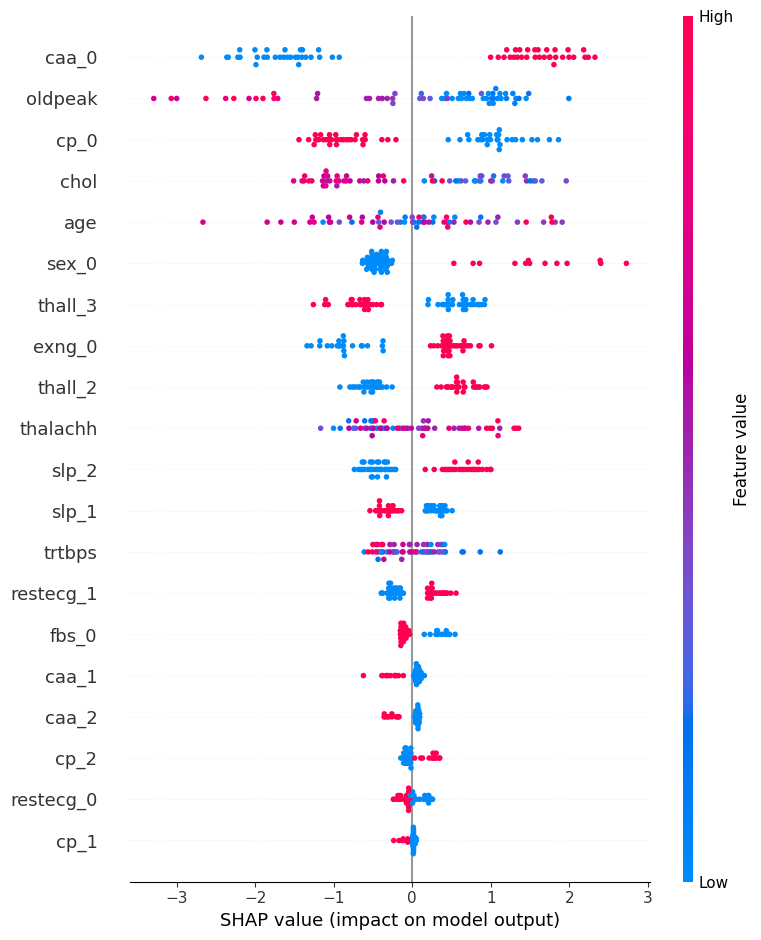 High
caa_0
oldpeak
cp_0
chol
age
sex_0
thall_3
exng_0
thall_2
thalachh
slp_2
slp_1
trtbps
restecg_1
fbs_0
caa_1
caa_2
cp_2
restecg_0
cp_1
Feature value
Low
−3 −2 −1 0 1 2 3
SHAP value (impact on model output)